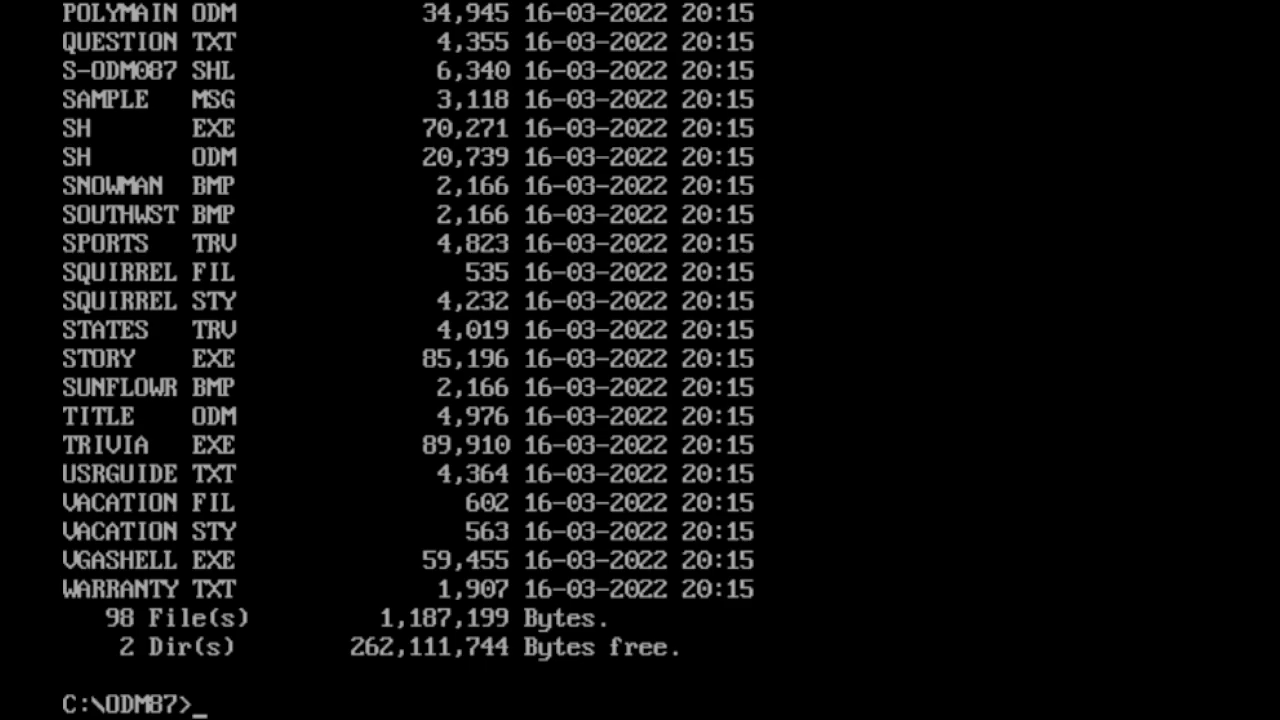 POLYMAIN ODM 34,945 16-03-2022 20:15
QUESTION TXT 4,355 16-03-2022 20:15
S-ODM087 SHL 6,340 16-03-2022 20:15
SAMPLE MSG 3,118 16-03-2022 20:15
SH EXE 70,271 16-03-2022 20:15
SH ODM 20,739 16-03-2022 20:15
SNOWMAN BMP 2,166 16-03-2022 20:15
SOUTHWST BMP 2,166 16-03-2022 20:15
SPORTS TRV 4,823 16-03-2022 20:15
SQUIRREL FIL 535 16-03-2022 20:15
SQUIRREL STY 4,232 16-03-2022 20:15
STATES TRV 4,019 16-03-2022 20:15
STORY EXE 85,196 16-03-2022 20:15
SUNFLOWR BMP 2,166 16-03-2022 20:15
TITLE ODM 4,976 16-03-2022 20:15
TRIVIA EXE 89,910 16-03-2022 20:15
USRGUIDE TXT 4,364 16-03-2022 20:15
VACATION FIL 602 16-03-2022 20:15
VACATION STY 563 16-03-2022 20:15
VGASHELL EXE 59,455 16-03-2022 20:15
WARRANTY TXT 1,907 16-03-2022 20:15
98 File(s) 1,187,199 Bytes.
2 Dir(s) 262,111,744 Bytes free.
C:\ODM87>_